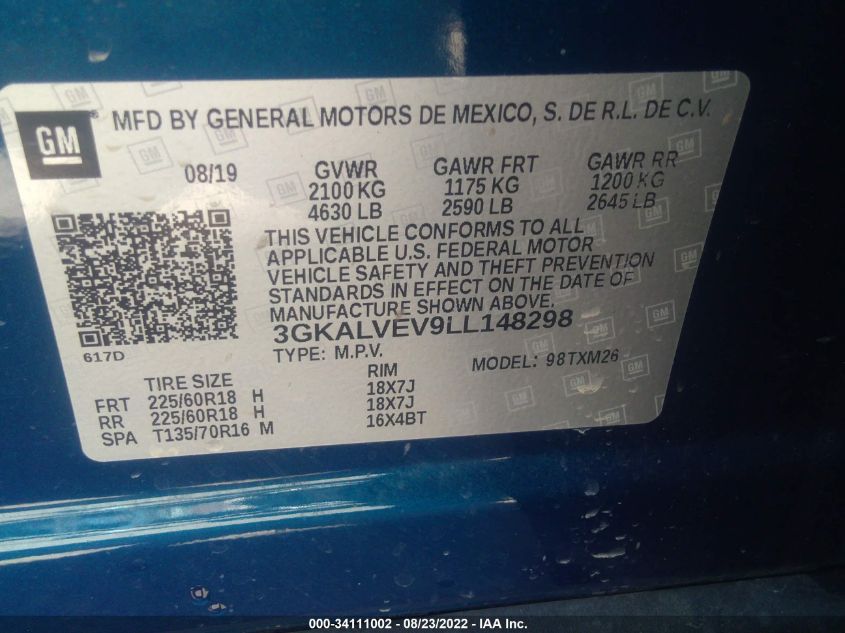 GM
MFD BY GENERAL MOTORS DE MEXICO, S. DE R.L. DE C.V.
08/19 GVWR GAWR FRT GAWR RR
2100 KG 1175 KG 1200 KG
4630 LB 2590 LB 2645 LB
THIS VEHICLE CONFORMS TO ALL
APPLICABLE U.S. FEDERAL MOTOR
VEHICLE SAFETY AND THEFT PREVENTION
STANDARDS IN EFFECT ON THE DATE OF
MANUFACTURE SHOWN ABOVE.
3GKALVEV9LL148298
617D
TYPE: M.P.V. MODEL: 98TXM26
TIRE SIZE RIM
FRT 225/60R18 H 18X7J
RR 225/60R18 H 18X7J
SPA T135/70R16 M 16X4BT
000-34111002 - 08/23/2022 - IAA Inc.